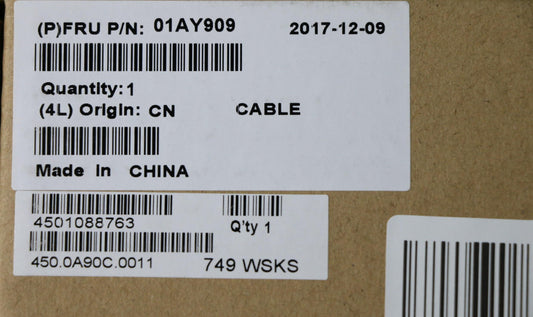 (P)FRU P/N: 01AY909 2017-12-09
Quantity:1
(4L) Origin: CN CABLE
Made In CHINA
4501088763 Q'ty 1
450.0A90C.0011 749 WSKS